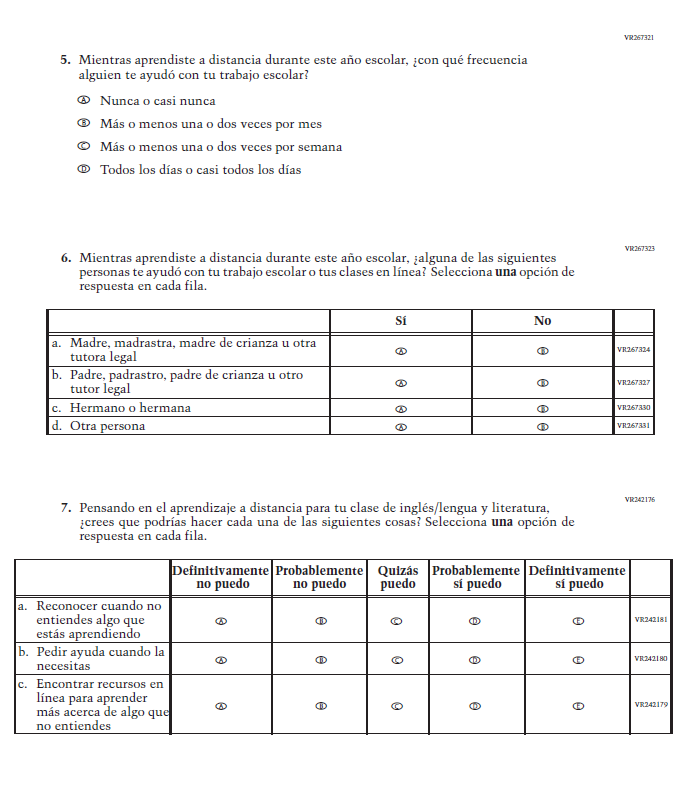 VR267321
5. Mientras aprendiste a distancia durante este año escolar, ¿con qué frecuencia
alguien te ayudó con tu trabajo escolar?
A Nunca o casi nunca
B Más o menos una o dos veces por mes
C Más o menos una o dos veces por semana
D Todos los días o casi todos los días
VR267323
6. Mientras aprendiste a distancia durante este año escolar, ¿alguna de las siguientes
personas te ayudó con tu trabajo escolar o tus clases en línea? Selecciona una opción de
respuesta en cada fila.
Sí No
a. Madre, madrastra, madre de crianza u otra
tutora legal A B VR267324
b. Padre, padrastro, padre de crianza u otro
tutor legal A B VR267327
c. Hermano o hermana A B VR267330
d. Otra persona A B VR267331
VR242176
7. Pensando en el aprendizaje a distancia para tu clase de inglés/lengua y literatura,
¿crees que podrías hacer cada una de las siguientes cosas? Selecciona una opción de
respuesta en cada fila.
Definitivamente Probablemente Quizás Probablemente Definitivamente
no puedo no puedo puedo sí puedo sí puedo
a. Reconocer cuando no
entiendes algo que A B C D E VR242181
estás aprendiendo
b. Pedir ayuda cuando la
necesitas A B C D E VR242180
c. Encontrar recursos en
línea para aprender
más acerca de algo que A B C D E VR242179
no entiendes